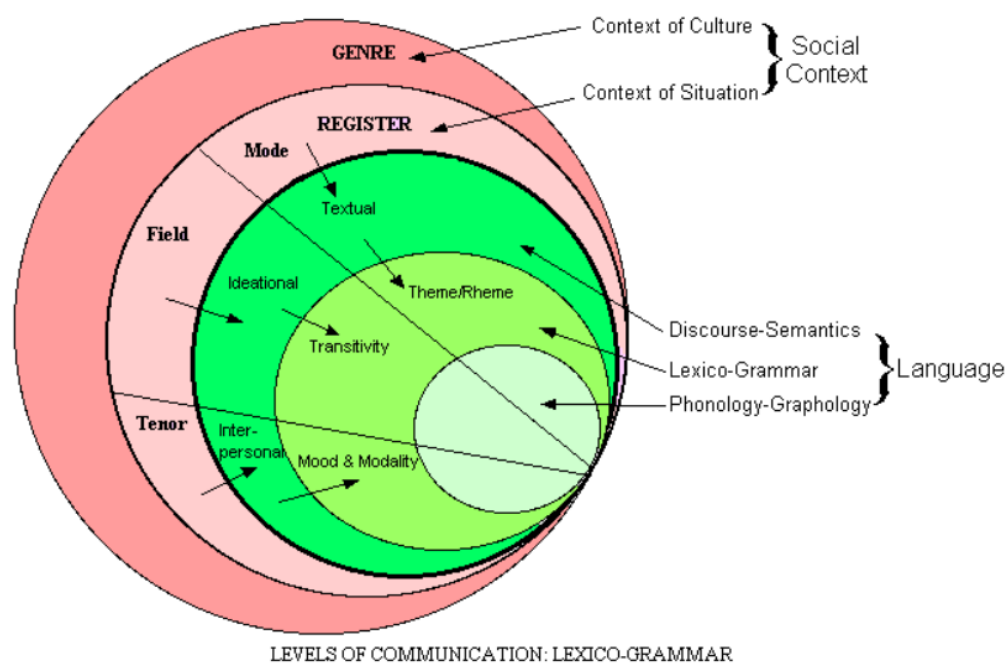 Context of Culture
GENRE
Social
Context
Context of Situation
REGISTER
Mode
Textual
Field
Ideational
Theme/Rheme
Discourse-Semantics
Transitivity
Lexico-Grammar
Language
Phonology-Graphology
Tenor
Inter-
personal
Mood & Modality
LEVELS OF COMMUNICATION: LEXICO-GRAMMAR